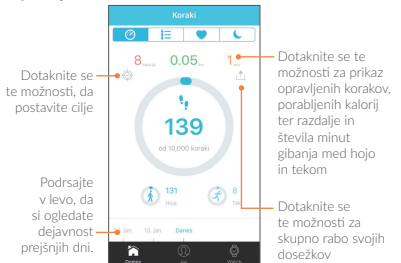 Koraki
8
0.05
1
Dotaknite se
te možnosti, da
postavite cilje
139
od 10,000 koraki
131
Hoja
8
Tek
Podrsajte
v levo, da
si ogledate
dejavnost
prejšnjih dni.
jan.
10. jan.
Danes
Dotaknite se te
možnosti za prikaz
opravljenih korakov,
porabljenih kalorij
ter razdalje in
števila minut
gibanja med hojo
in tekom
Dotaknite se
te možnosti za
skupno rabo svojih
dosežkov